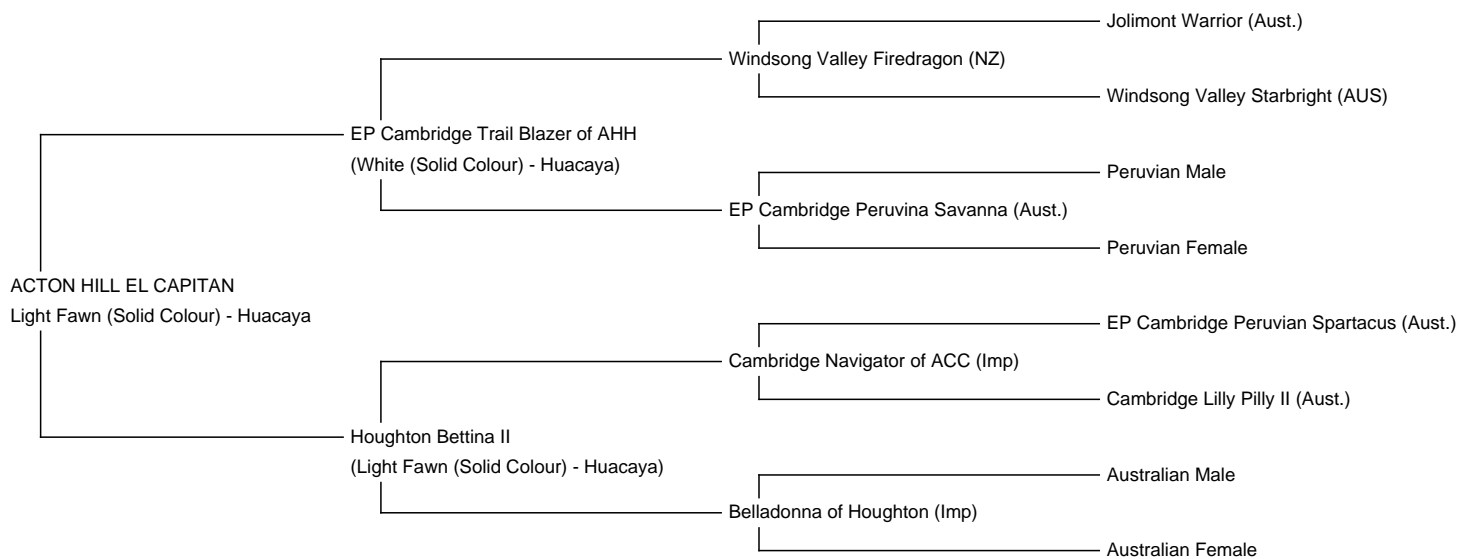 Jolimont Warrior (Aust.)
Windsong Valley Firedragon (NZ)
Windsong Valley Starbright (AUS)
EP Cambridge Trail Blazer of AHH
(White (Solid Colour) - Huacaya)
Peruvian Male
EP Cambridge Peruvina Savanna (Aust.)
Peruvian Female
ACTON HILL EL CAPITAN
Light Fawn (Solid Colour) - Huacaya
EP Cambridge Peruvian Spartacus (Aust.)
Cambridge Navigator of ACC (Imp)
Cambridge Lilly Pilly II (Aust.)
Houghton Bettina II
(Light Fawn (Solid Colour) - Huacaya)
Australian Male
Belladonna of Houghton (Imp)
Australian Female